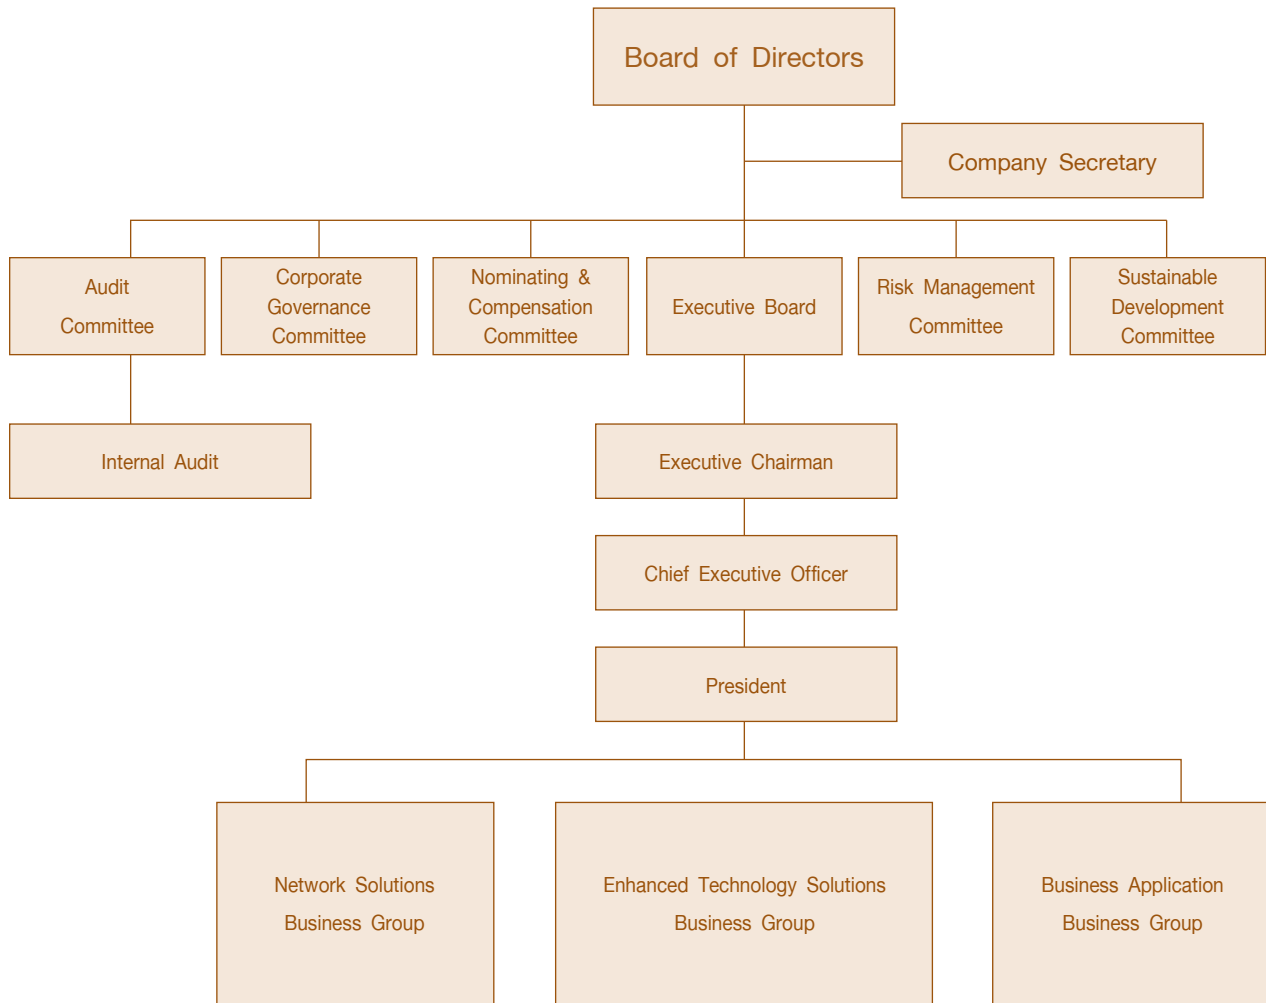 Board of Directors
Company Secretary
Audit
Committee
Corporate
Governance
Committee
Nominating &
Compensation
Committee
Executive Board
Risk Management
Committee
Sustainable
Development
Committee
Internal Audit
Executive Chairman
Chief Executive Officer
President
Network Solutions
Business Group
Enhanced Technology Solutions
Business Group
Business Application
Business Group